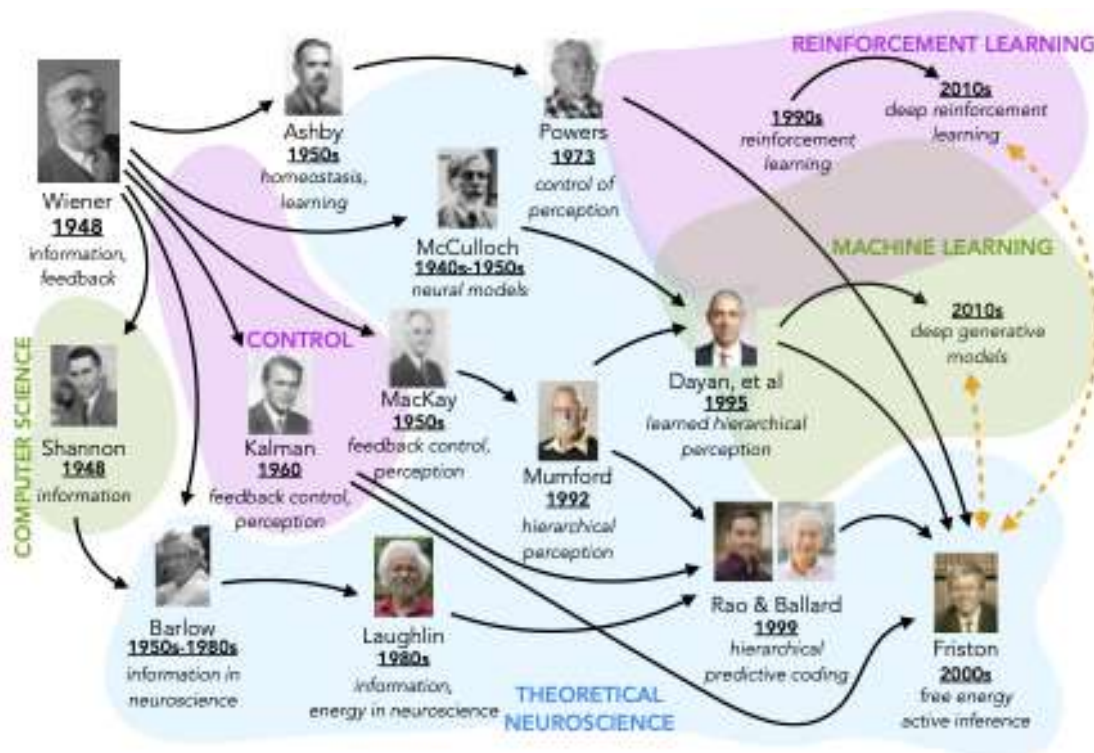 REINFORCEMENT LEARNING
Wiener
1948
information,
feedback
Ashby
1950s
homeostasis,
learning
Powers
1973
control of
perception
1990s
reinforcement
learning
2010s
deep reinforcement
learning
McCulloch
1940s-1950s
neural models
MACHINE LEARNING
2010s
deep generative
models
COMPUTER SCIENCE
Shannon
1948
information
CONTROL
Kalman
1960
feedback control,
perception
MacKay
1950s
feedback control,
perception
Mumford
1992
hierarchical
perception
Dayan, et al
1995
learned hierarchical
perception
Barlow
1950s-1980s
information in
neuroscience
Laughlin
1980s
information,
energy in neuroscience
THEORETICAL
NEUROSCIENCE
Rao & Ballard
1999
hierarchical
predictive coding
Friston
2000s
free energy
active inference